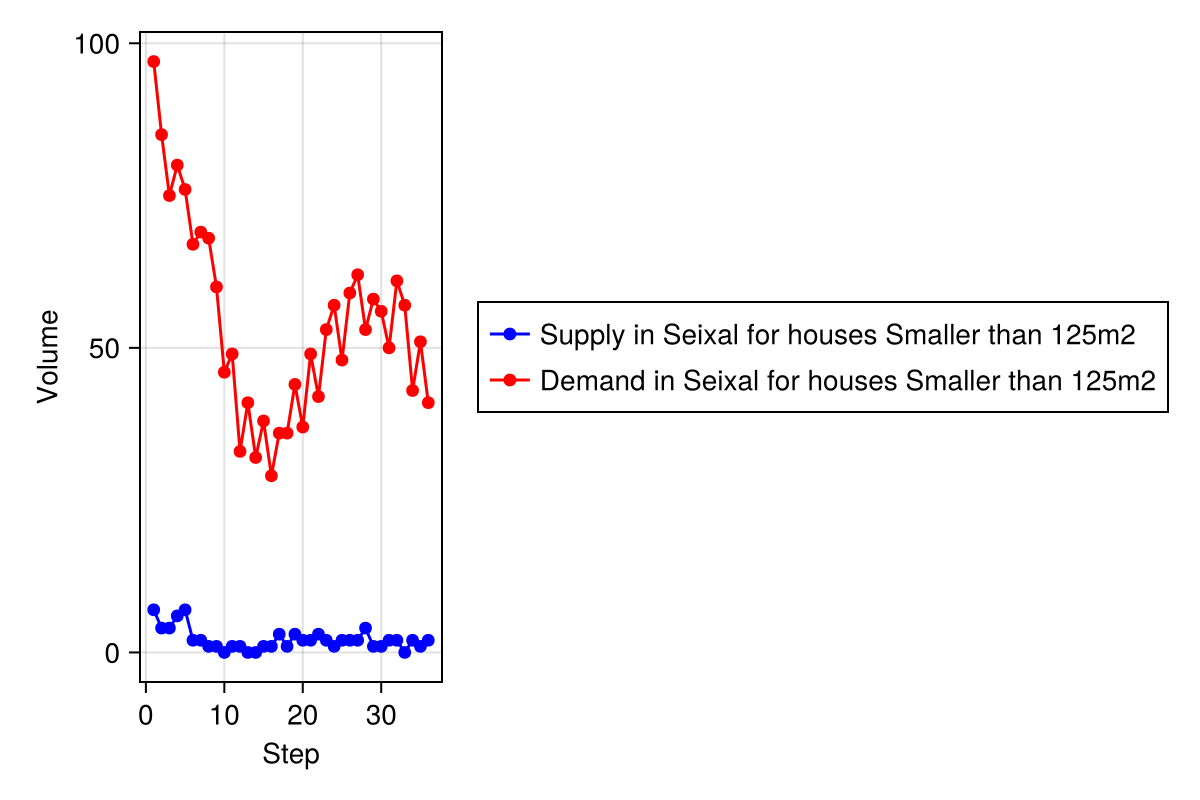 100
50
0
Volume
0 10 20 30
Step
Supply in Seixal for houses Smaller than 125m2
Demand in Seixal for houses Smaller than 125m2